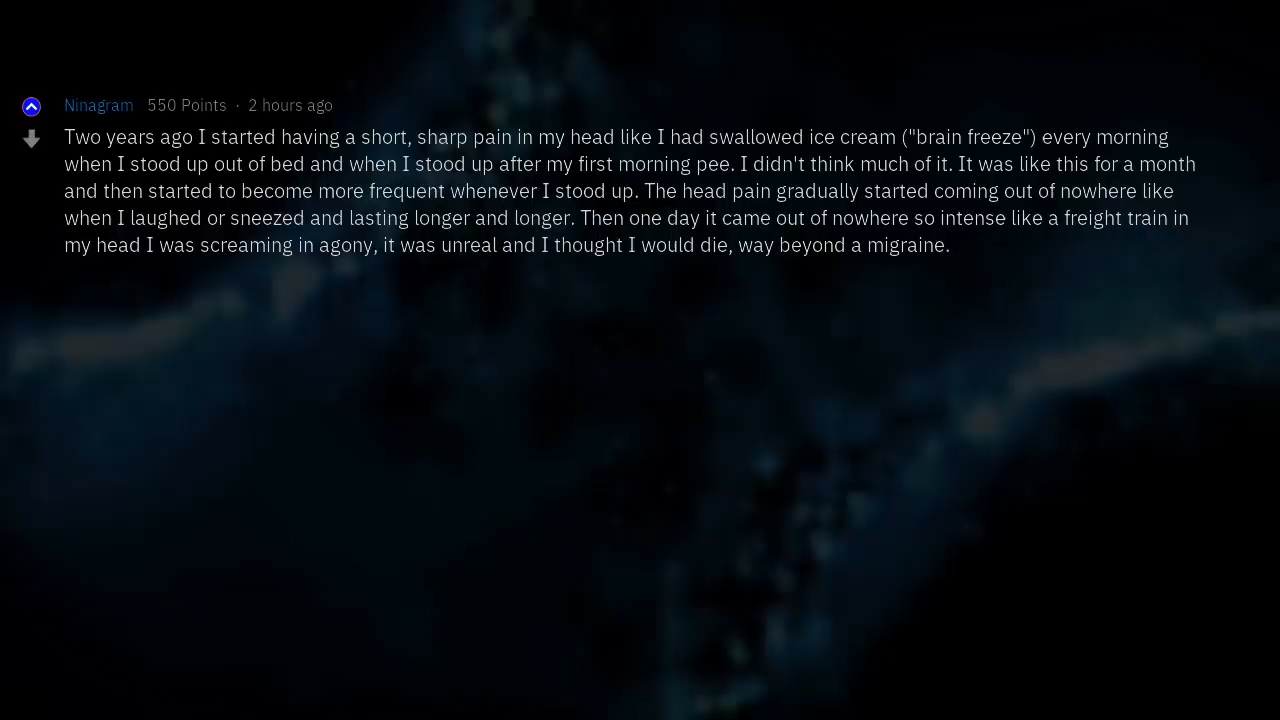 Ninagram 550 Points · 2 hours ago
Two years ago I started having a short, sharp pain in my head like I had swallowed ice cream ("brain freeze") every morning
when I stood up out of bed and when I stood up after my first morning pee. I didn't think much of it. It was like this for a month
and then started to become more frequent whenever I stood up. The head pain gradually started coming out of nowhere like
when I laughed or sneezed and lasting longer and longer. Then one day it came out of nowhere so intense like a freight train in
my head I was screaming in agony, it was unreal and I thought I would die, way beyond a migraine.